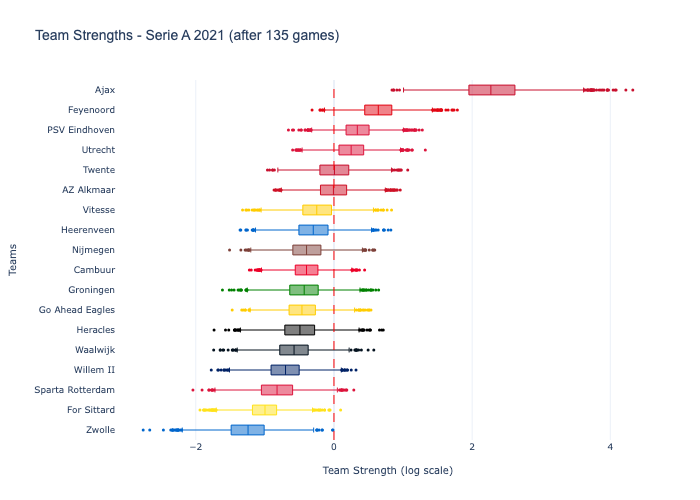 Team Strengths - Serie A 2021 (after 135 games)
Ajax
Feyenoord
PSV Eindhoven
Utrecht
Twente
AZ Alkmaar
Vitesse
Heerenveen
Nijmegen
Cambuur
Groningen
Go Ahead Eagles
Heracles
Waalwijk
Willem II
Sparta Rotterdam
For Sittard
Zwolle
Teams
−2 0 2 4
Team Strength (log scale)